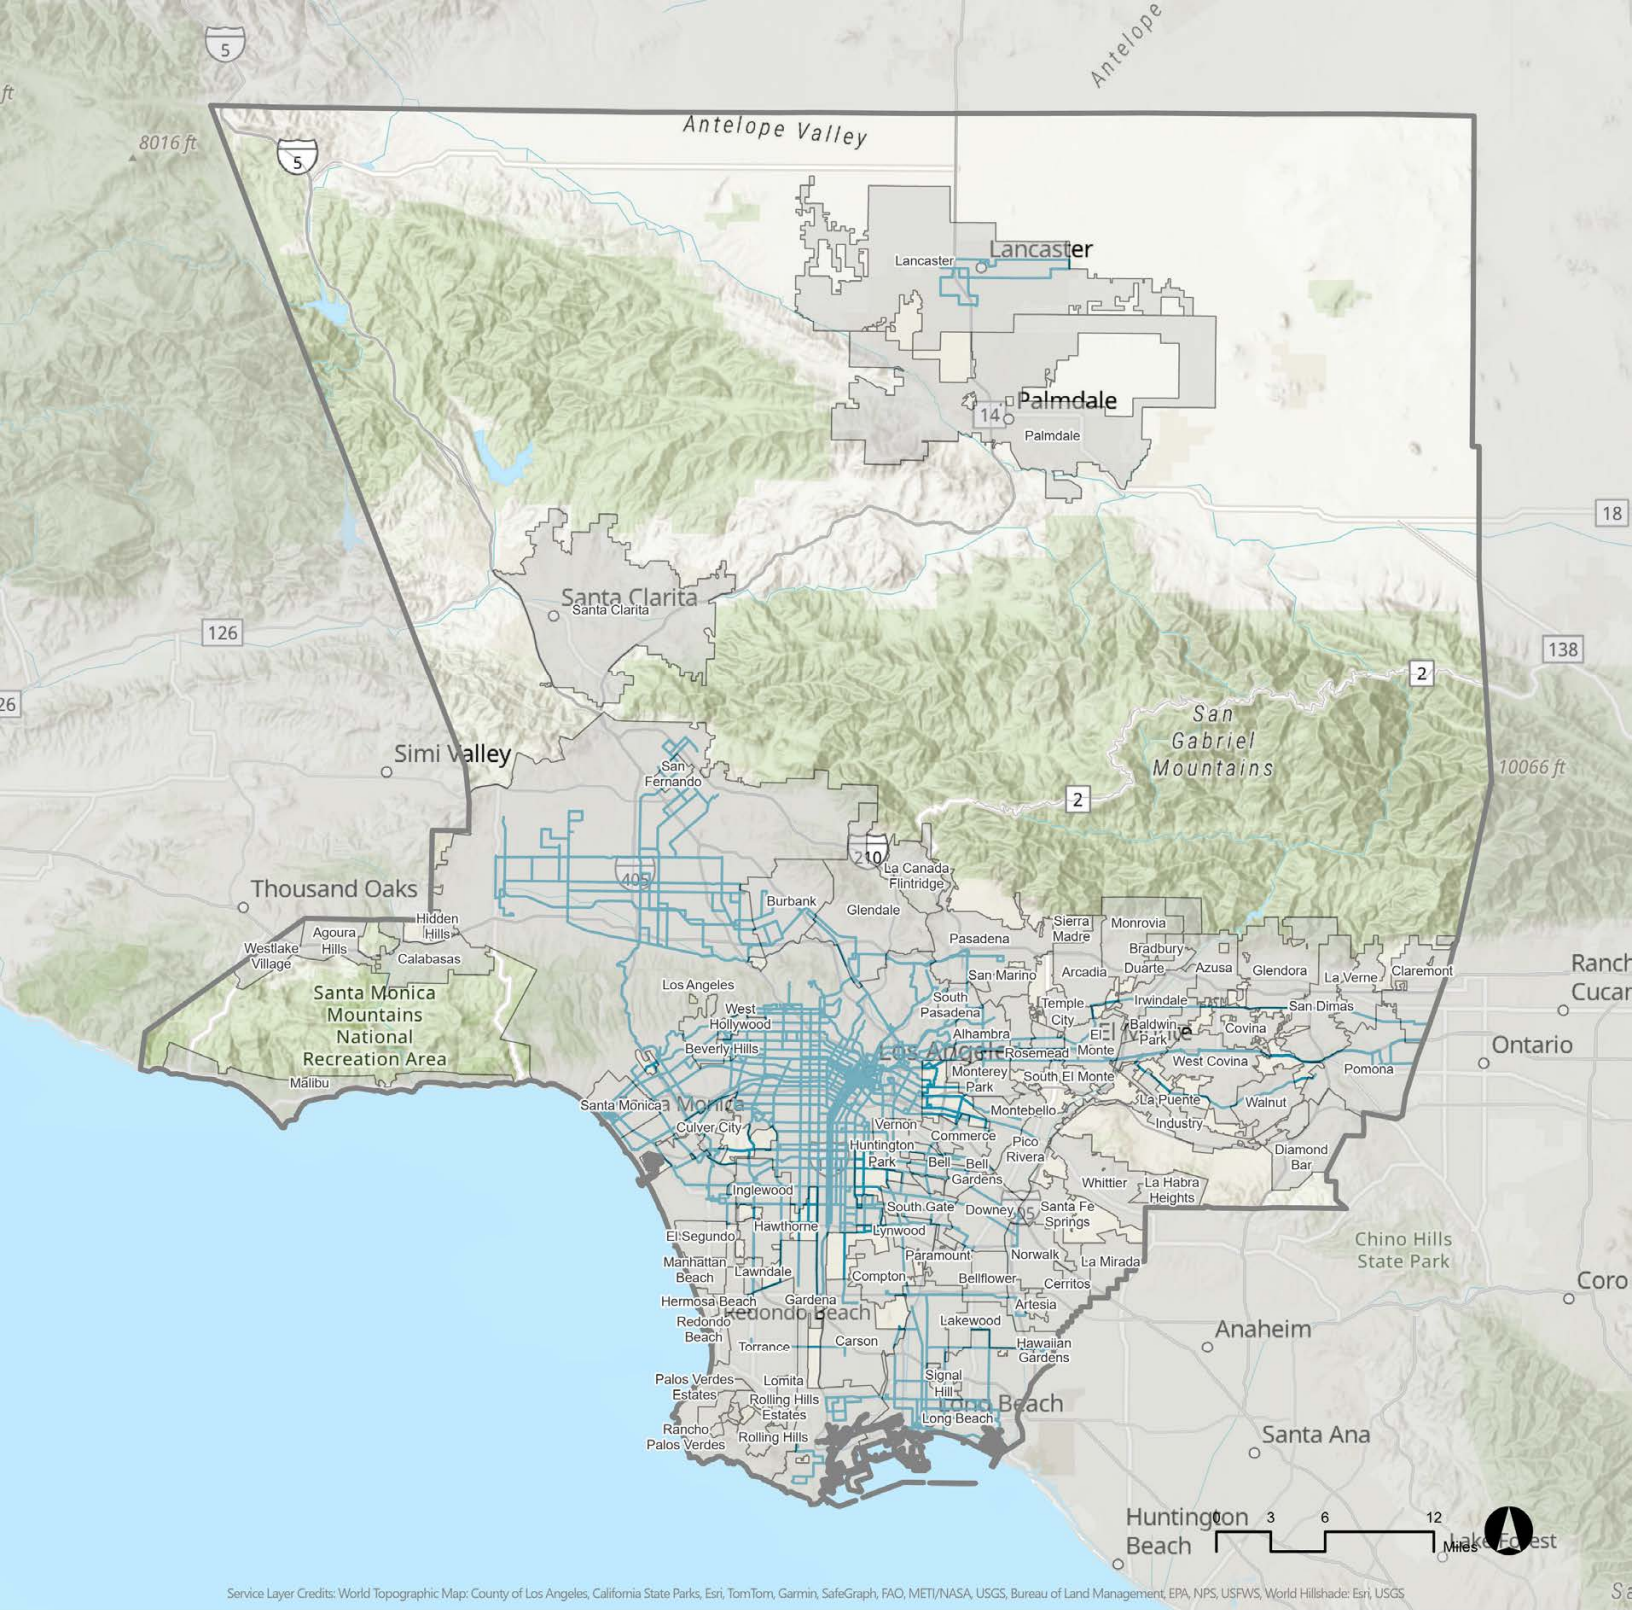 5
Antelope
ft
8016 ft
5
Antelope Valley
Lancaster
Lancaster
Palmdale
14
Palmdale
18
Santa Clarita
Santa Clarita
126
138
2
26
San
Gabriel
Mountains
Simi Valley
10066 ft
San
Fernando
2
210
405
La Canada
Flintridge
Thousand Oaks
Burbank
Glendale
Hidden
Hills
Agoura
Hills
Westlake
Village
Calabasas
Sierra
Madre
Monrovia
Pasadena
Bradbury
Duarte
San Marino
Arcadia
Azusa
Glendora
La Verne
Claremont
Ranch
Cucar
Los Angeles
Santa Monica
Mountains
National
Recreation Area
South
Pasadena
Temple
City
Irwindale
San Dimas
West
Hollywood
Alhambra
El
Monte
Baldwin
Park
Covina
Beverly Hills
Los Angele
Rosemead
West Covina
Ontario
Pomona
Monterey
Park
South El Monte
Malibu
Santa Monica
La Puente
Walnut
Montebello
Industry
Culver City
Vernon
Commerce
Huntington
Park
Pico
Rivera
Diamond
Bar
Bell
Bell
Gardens
Whittier
La Habra
Heights
Inglewood
South Gate
Downey
Santa Fe
Springs
Hawthorne
Lynwood
El Segundo
Paramount
Norwalk
La Mirada
Chino Hills
State Park
Manhattan
Beach
Lawndale
Compton
Bellflower
Cerritos
Coro
Hermosa Beach
Gardena
Artesia
Redondo Beach
Redondo
Beach
Lakewood
Anaheim
Torrance
Carson
Hawaiian
Gardens
Palos Verdes
Estates
Lomita
Signal
Hill
Rolling Hills
Estates
Long Beach
Long Beach
Rancho
Palos Verdes
Rolling Hills
Santa Ana
Huntington
Beach
0 3 6 12
Miles
Lake Forest
Service Layer Credits: World Topographic Map: County of Los Angeles, California State Parks, Esri, TomTom, Garmin, SafeGraph, FAO, METI/NASA, USGS, Bureau of Land Management, EPA, NPS, USFWS, World Hillshade: Esri, USGS